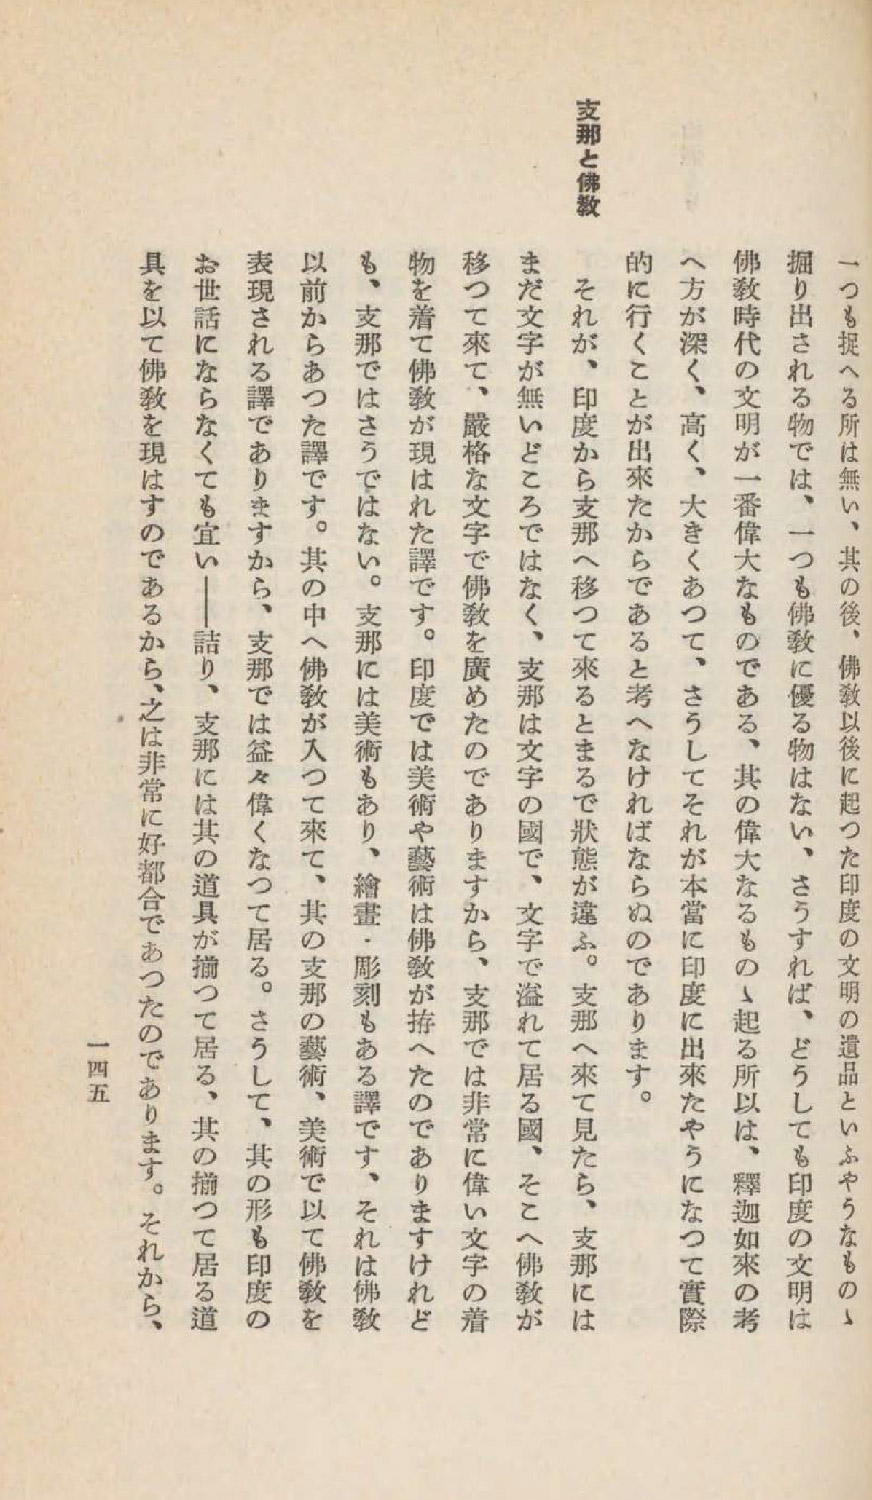 一つも捉へる所は無い、其の後、佛敎以後に起つた印度の文明の遺品といふやうなものゝ
掘り出される物では、一つも佛敎に優る物はない、さうすれば、どうしても印度の文明は
佛敎時代の文明が一番偉大なものである、其の偉大なるものゝ起る所以は、釋迦如來の考
へ方が深く、高く、大きくあつて、さうしてそれが本當に印度に出來たやうになつて實際
的に行くことが出來たからであると考へなければならぬのであります。
支那と佛敎
それが、印度から支那へ移つて來るとまるで狀態が違ふ。支那へ來て見たら、支那には
まだ文字が無いどころではなく、支那は文字の國で、文字で溢れて居る國、そこへ佛敎が
移つて來て、嚴格な文字で佛敎を廣めたのでありますから、支那では非常に偉い文字の着
物を着て佛敎が現はれた譯です。印度では美術や藝術は佛敎が拵へたのでありますけれど
も、支那ではさうではない。支那には美術もあり、繪畫・彫刻もある譯です、それは佛敎
以前からあつた譯です。其の中へ佛敎が入つて來て、其の支那の藝術、美術で以て佛敎を
表現される譯でありますから、支那では益々偉くなつて居る。さうして、其の形も印度の
お世話にならなくても宜い――詰り、支那には其の道具が揃つて居る、其の揃つて居る道
具を以て佛敎を現はすのであるから、之は非常に好都合であつたのであります。それから、
一四五